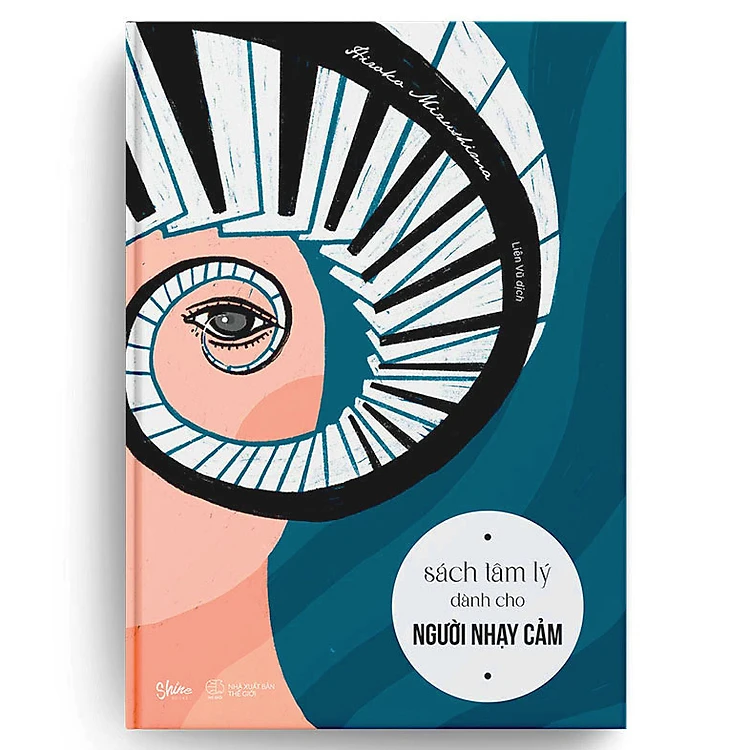 Hiroko Mizushima
Liên Vũ dịch
sách tâm lý
dành cho
NGƯỜI NHẠY CẢM
Shine
NHÀ XUẤT BẢN
THẾ GIỚI